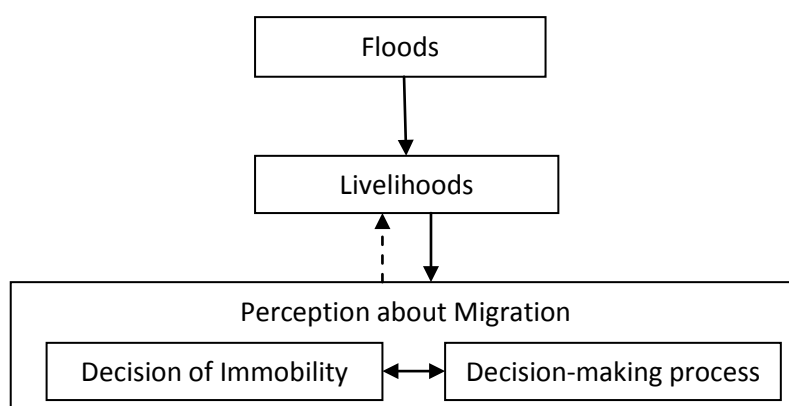 Floods
Livelihoods
Perception about Migration
Decision of Immobility
Decision-making process